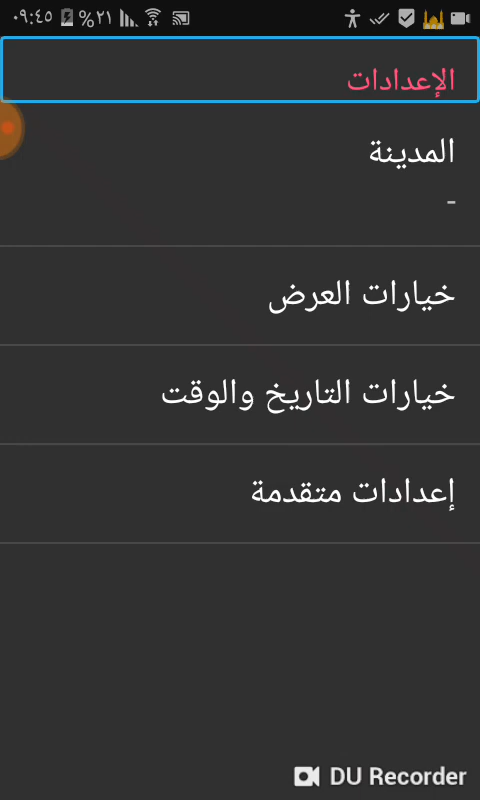 ٠٩:٤٥ %٢١
الإعدادات
المدينة
-
خيارات العرض
خيارات التاريخ والوقت
إعدادات متقدمة
DU Recorder